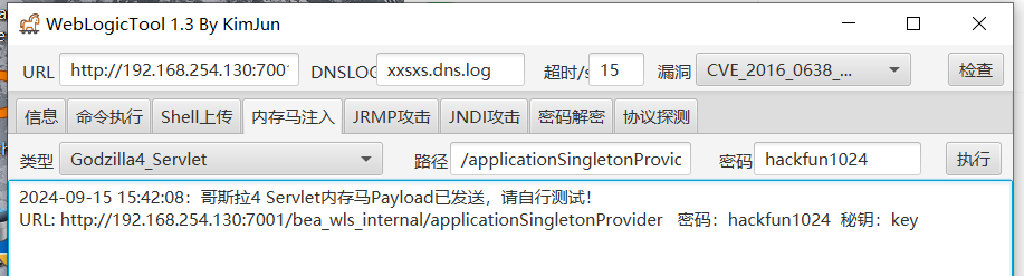 WebLogicTool 1.3 By KimJun
URL http://192.168.254.130:7001 DNSLOG xxsxs.dns.log 超时/s 15 漏洞 CVE_2016_0638_... 检查
信息 命令执行 Shell上传 内存马注入 JRMP攻击 JNDI攻击 密码解密 协议探测
类型 Godzilla4_Servlet 路径 /applicationSingletonProvic 密码 hackfun1024 执行
2024-09-15 15:42:08：哥斯拉4 Servlet内存马Payload已发送，请自行测试！
URL: http://192.168.254.130:7001/bea_wls_internal/applicationSingletonProvider 密码：hackfun1024 秘钥：key